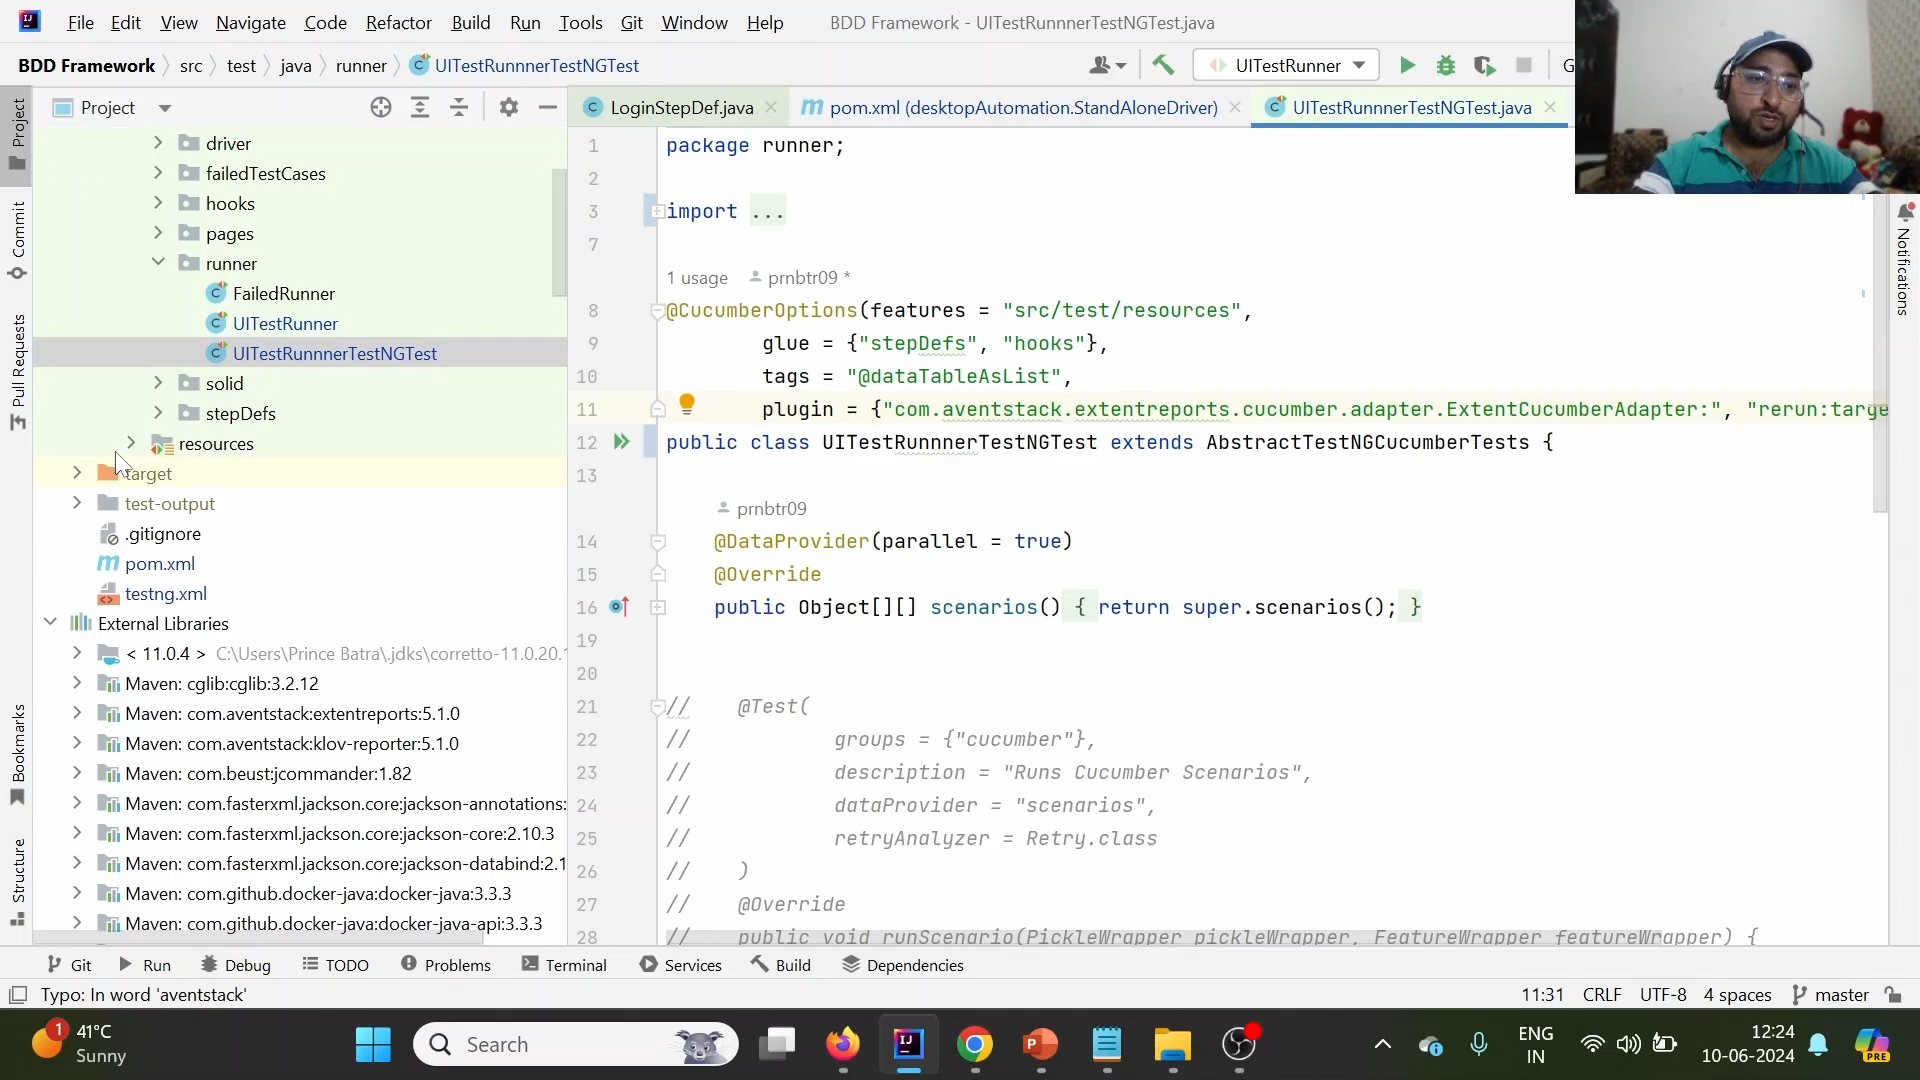 File Edit View Navigate Code Refactor Build Run Tools Git Window Help BDD Framework - UITestRunnnerTestNGTest.java
BDD Framework src test java runner UITestRunnnerTestNGTest UITestRunner
Project
LoginStepDef.java pom.xml (desktopAutomation.StandAloneDriver) UITestRunnnerTestNGTest.java
Project
Commit
Pull Requests
Bookmarks
Structure
driver
failedTestCases
hooks
pages
runner
FailedRunner
UITestRunner
UITestRunnnerTestNGTest
solid
stepDefs
resources
target
test-output
.gitignore
pom.xml
testng.xml
External Libraries
< 11.0.4 > C:\Users\Prince Batra\.jdks\corretto-11.0.20.1
Maven: cglib:cglib:3.2.12
Maven: com.aventstack:extentreports:5.1.0
Maven: com.aventstack:klov-reporter:5.1.0
Maven: com.beust:jcommander:1.82
Maven: com.fasterxml.jackson.core:jackson-annotations:
Maven: com.fasterxml.jackson.core:jackson-core:2.10.3
Maven: com.fasterxml.jackson.core:jackson-databind:2.1
Maven: com.github.docker-java:docker-java:3.3.3
Maven: com.github.docker-java:docker-java-api:3.3.3
1 package runner;
2
3 import ...
7
1 usage prnbtr09 *
8 @CucumberOptions(features = "src/test/resources",
9 glue = {"stepDefs", "hooks"},
10 tags = "@dataTableAsList",
11 plugin = {"com.aventstack.extentreports.cucumber.adapter.ExtentCucumberAdapter:", "rerun:targe
12 public class UITestRunnnerTestNGTest extends AbstractTestNGCucumberTests {
13
prnbtr09
14 @DataProvider(parallel = true)
15 @Override
16 public Object[][] scenarios() { return super.scenarios(); }
19
20
21 // @Test(
22 // groups = {"cucumber"},
23 // description = "Runs Cucumber Scenarios",
24 // dataProvider = "scenarios",
25 // retryAnalyzer = Retry.class
26 // )
27 // @Override
28 // public void runScenario(PickleWrapper pickleWrapper, FeatureWrapper featureWrapper) {
Notifications
Git Run Debug TODO Problems Terminal Services Build Dependencies
Typo: In word 'aventstack' 11:31 CRLF UTF-8 4 spaces master
1 41°C
Sunny
Search
ENG
IN
12:24
10-06-2024
PRE